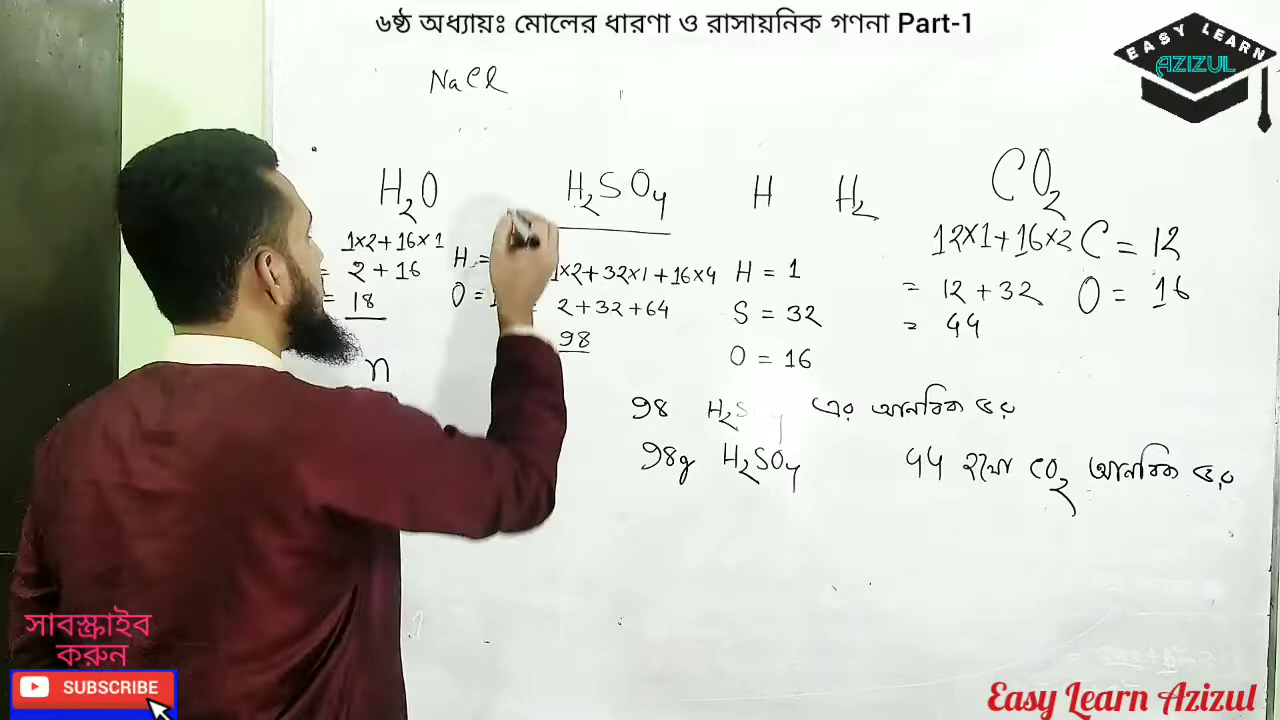 ৬ষ্ঠ অধ্যায়ঃ মোলের ধারণা ও রাসায়নিক গণনা Part-1
EASY LEARN
AZIZUL
NaCl
H₂O
1×2+16×1
= 2+16
= 18
H =
O = 1
n
H₂SO₄
1×2+32×1+16×4
= 2+32+64
98
H H₂
H = 1
S = 32
O = 16
CO₂
12×1+16×2
= 12+32
= 44
C = 12
O = 16
98 H₂S এর আনবিক ভর
98g H₂SO₄
44 হলো CO₂ আনবিক ভর
সাবস্ক্রাইব
করুন
SUBSCRIBE
Easy Learn Azizul